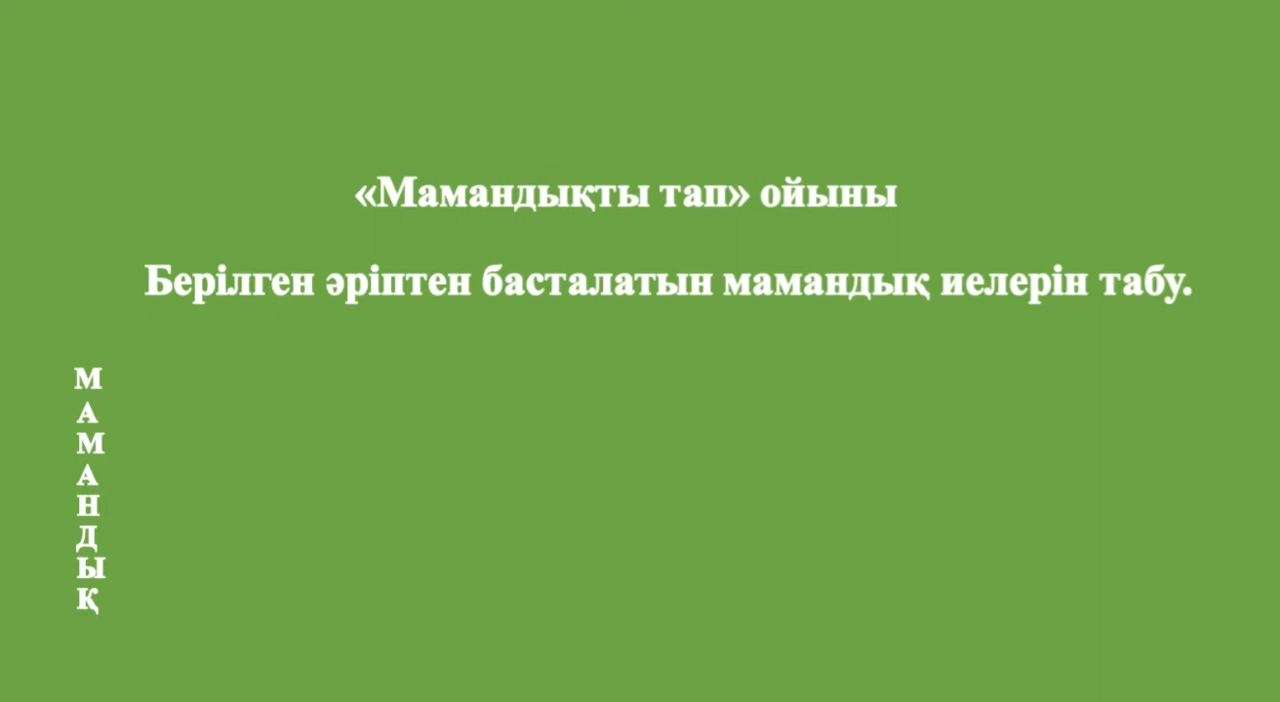 «Мамандықты тап» ойыны
Берілген әріптен басталатын мамандық иелерін табу.
М
А
М
А
Н
Д
Ы
Қ